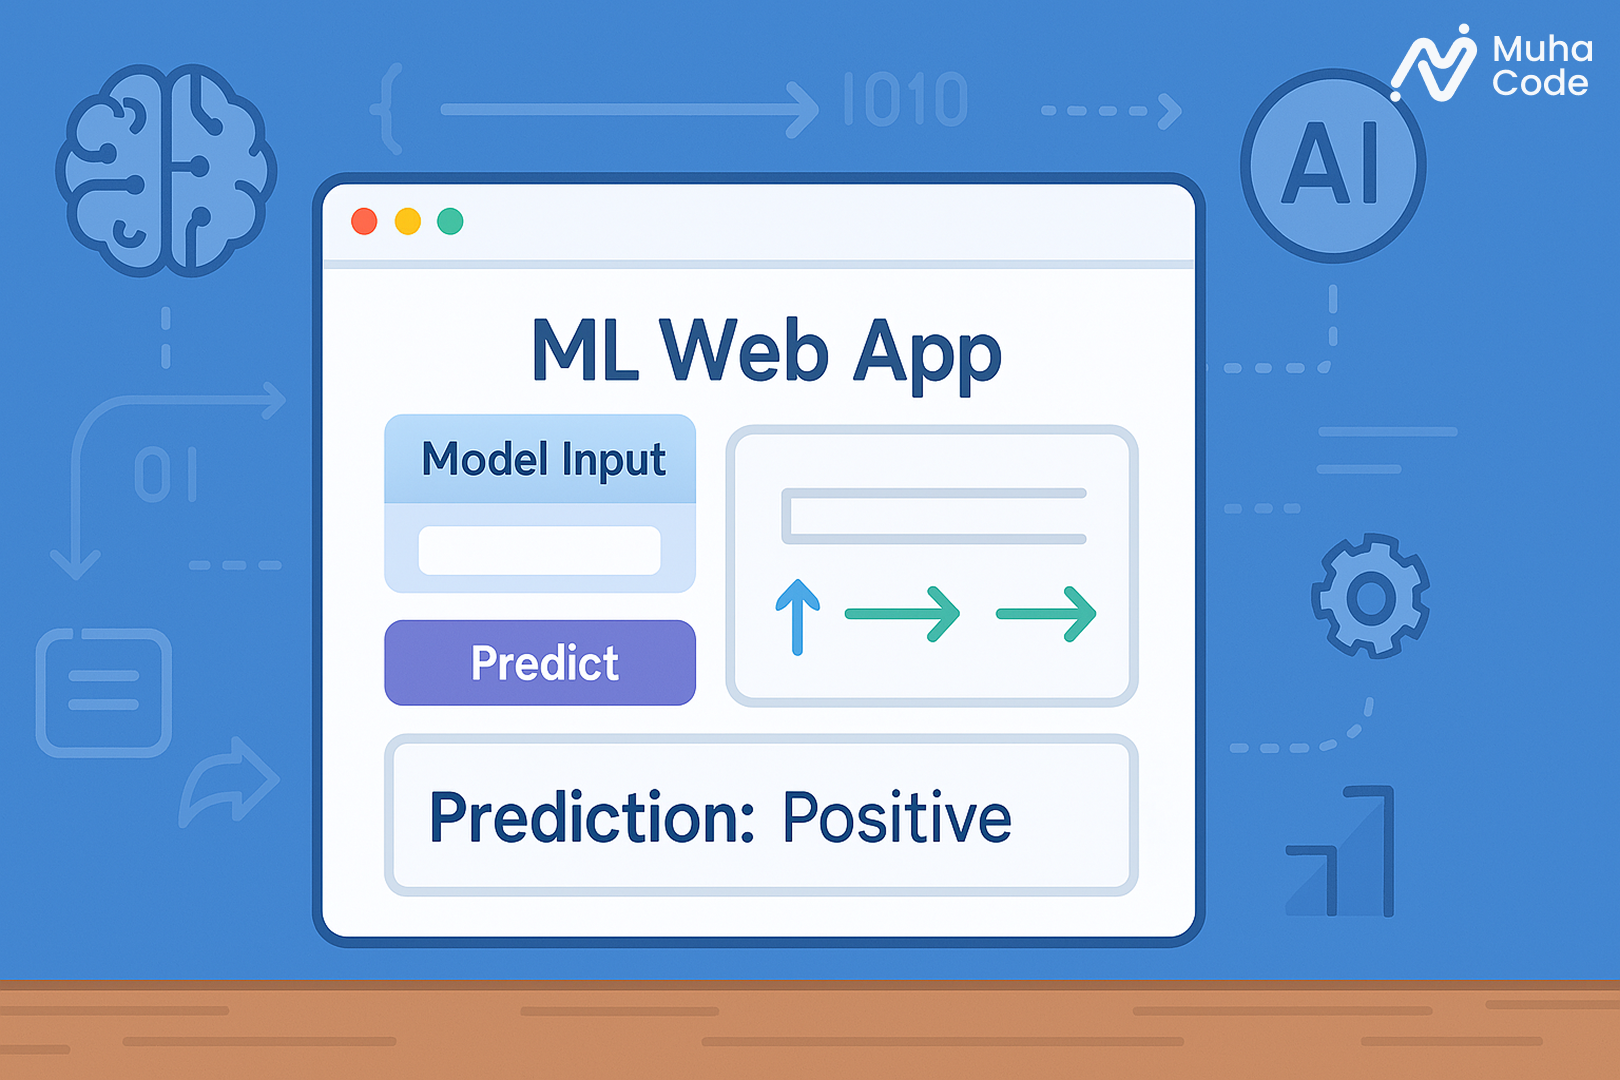 Muha
Code
1010
AI
ML Web App
Model Input
01
Predict
Prediction: Positive